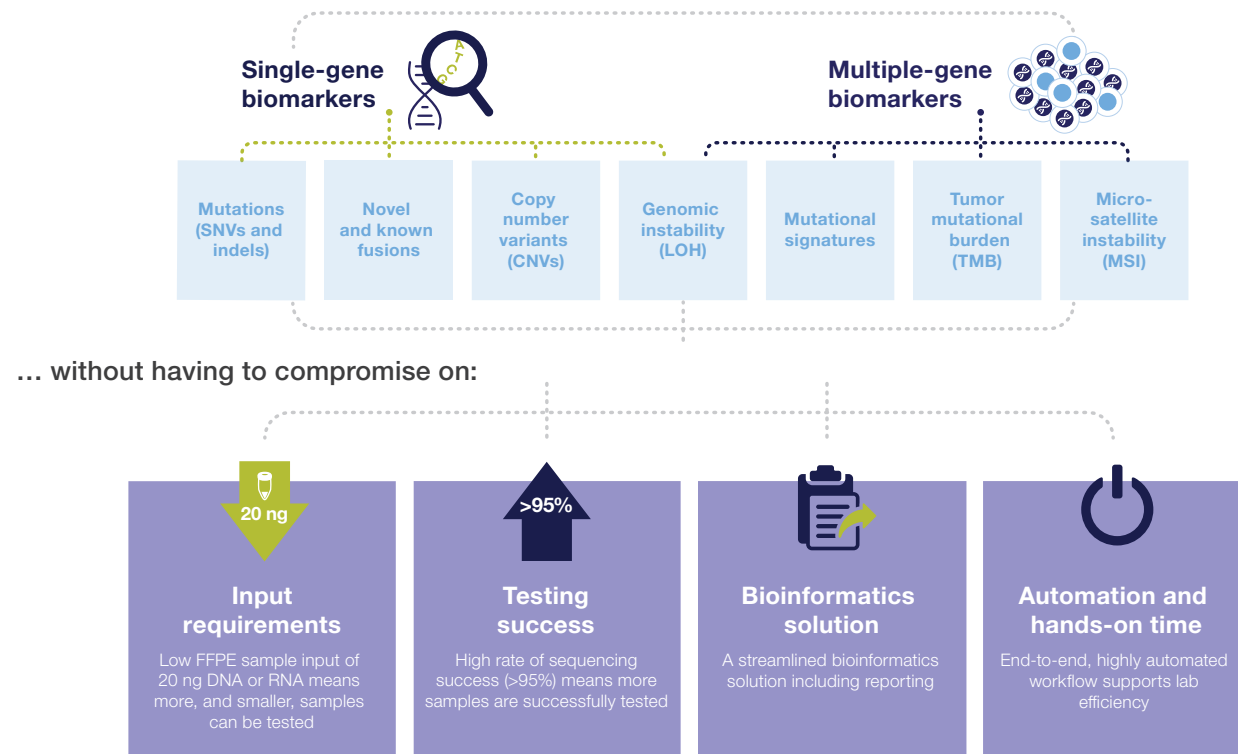 Single-gene
biomarkers
A
T
C
G
Multiple-gene
biomarkers
Mutations
(SNVs and
indels)
Novel
and known
fusions
Copy
number
variants
(CNVs)
Genomic
instability
(LOH)
Mutational
signatures
Tumor
mutational
burden
(TMB)
Micro-
satellite
instability
(MSI)
… without having to compromise on:
20 ng
Input
requirements
Low FFPE sample input of
20 ng DNA or RNA means
more, and smaller, samples
can be tested
>95%
Testing
success
High rate of sequencing
success (>95%) means more
samples are successfully tested
Bioinformatics
solution
A streamlined bioinformatics
solution including reporting
Automation and
hands-on time
End-to-end, highly automated
workflow supports lab
efficiency